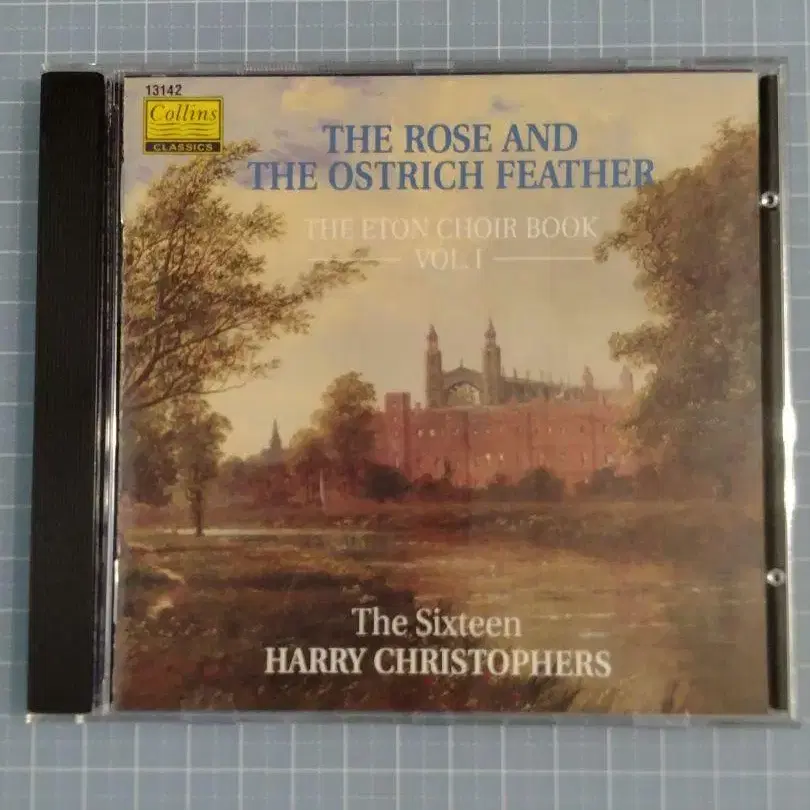 13142
Collins
CLASSICS
THE ROSE AND
THE OSTRICH FEATHER
THE ETON CHOIR BOOK
VOL. I
The Sixteen
HARRY CHRISTOPHERS